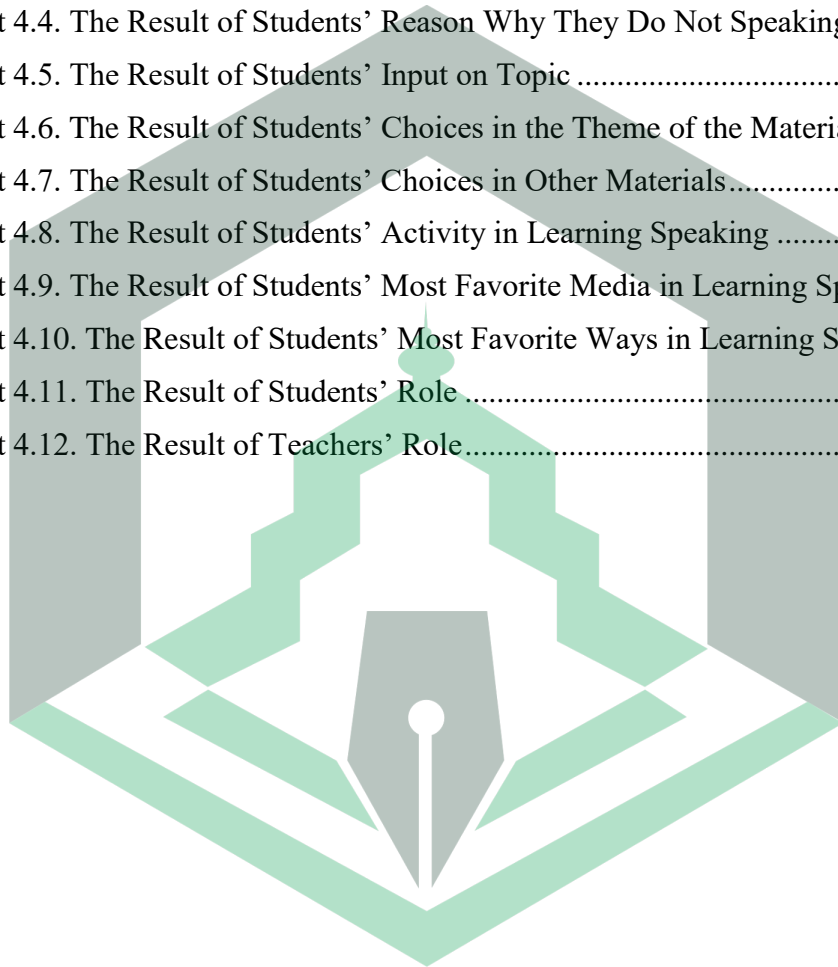 t 4.4. The Result of Students’ Reason Why They Do Not Speaking
t 4.5. The Result of Students’ Input on Topic ..............................
t 4.6. The Result of Students’ Choices in the Theme of the Materia
t 4.7. The Result of Students’ Choices in Other Materials.............
t 4.8. The Result of Students’ Activity in Learning Speaking .......
t 4.9. The Result of Students’ Most Favorite Media in Learning Sp
t 4.10. The Result of Students’ Most Favorite Ways in Learning S
t 4.11. The Result of Students’ Role ...........................................
t 4.12. The Result of Teachers’ Role...........................................